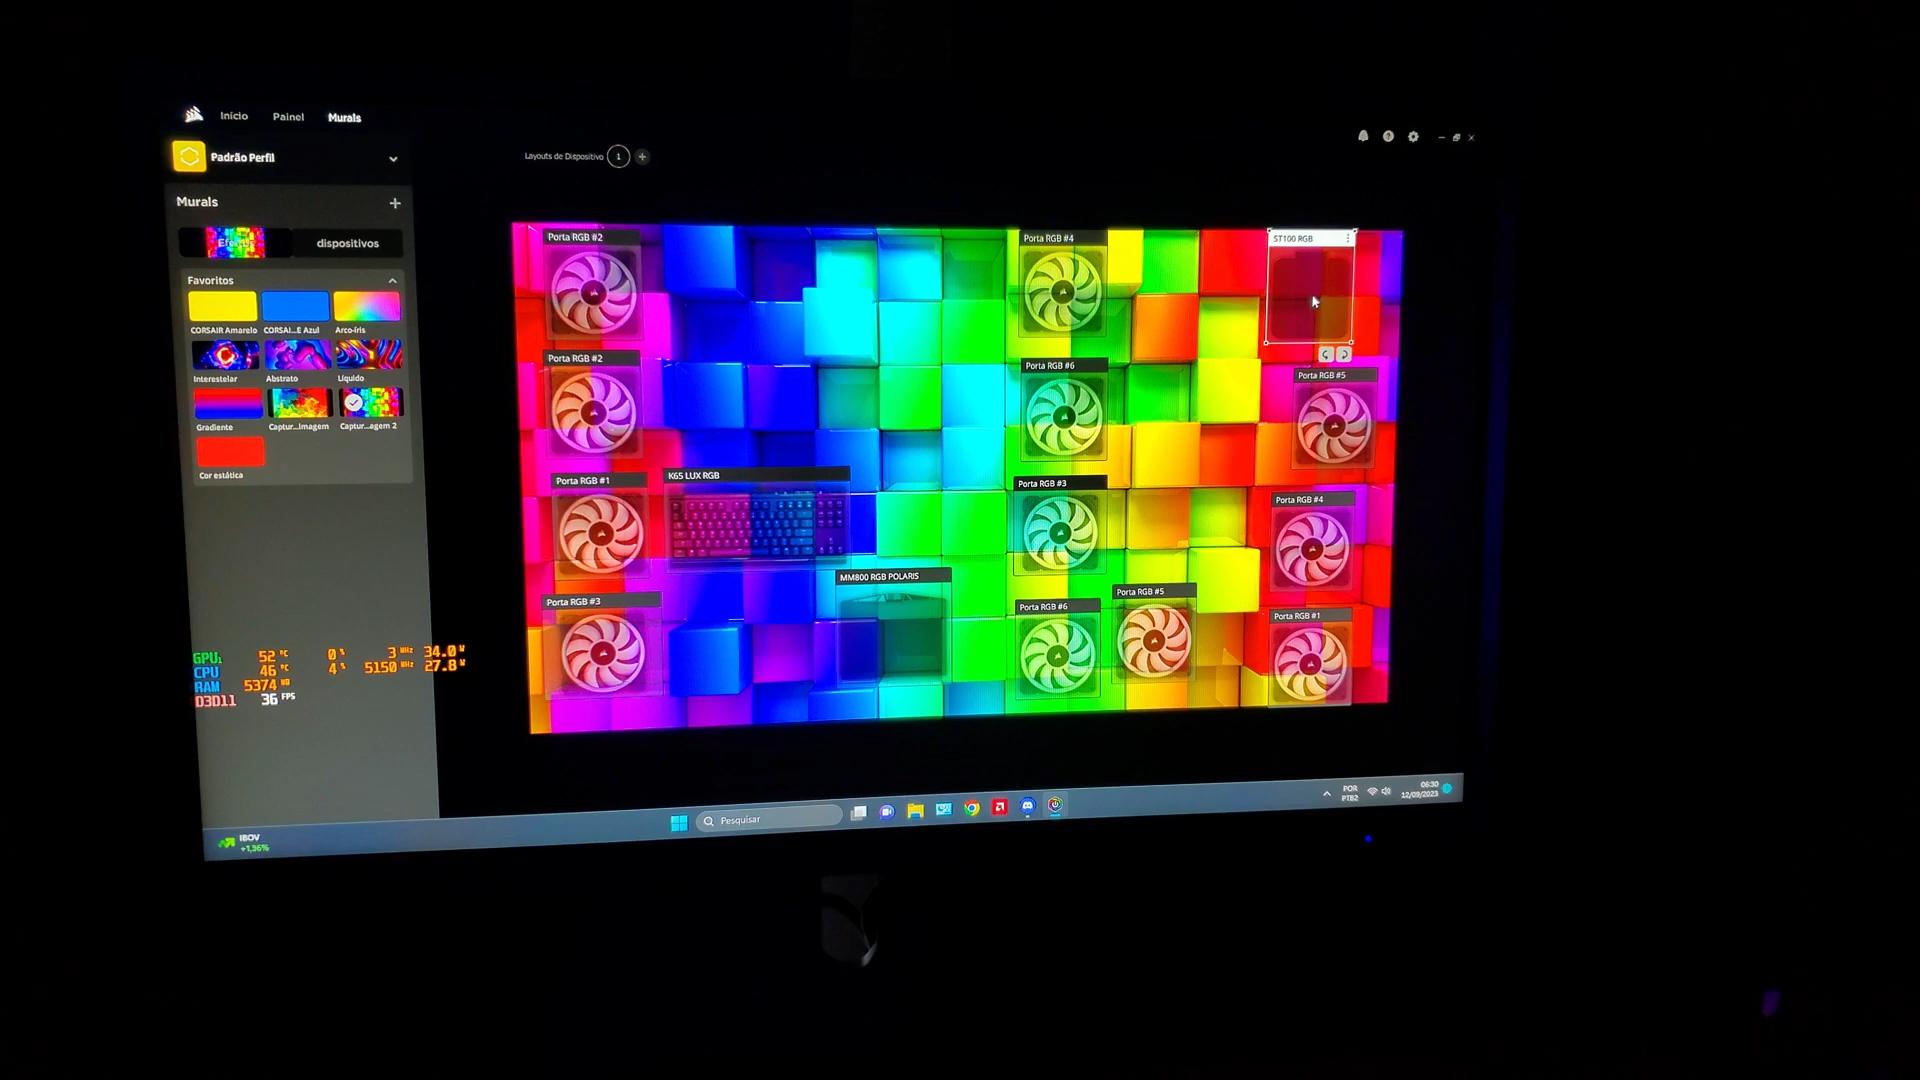 Início Painel Murals
Padrão Perfil
Layouts de Dispositivo 1 +
Murals +
Efeitos dispositivos
Favoritos
CORSAIR Amarelo CORSAI...E Azul Arco-íris
Interestelar Abstrato Líquido
Gradiente Captur...Imagem Captur...agem 2
Cor estática
Porta RGB #2
Porta RGB #4
ST100 RGB
Porta RGB #2
Porta RGB #6
Porta RGB #5
Porta RGB #1
K65 LUX RGB
Porta RGB #3
Porta RGB #4
Porta RGB #3
MM800 RGB POLARIS
Porta RGB #6
Porta RGB #5
Porta RGB #1
GPU1 52 °C 0 % 3 MHz 34.0 W
CPU 46 °C 4 % 5150 MHz 27.8 W
RAM 5374 MB
D3D11 36 FPS
IBOV
+1,36%
Pesquisar
POR
PTB2
06:30
12/09/2023